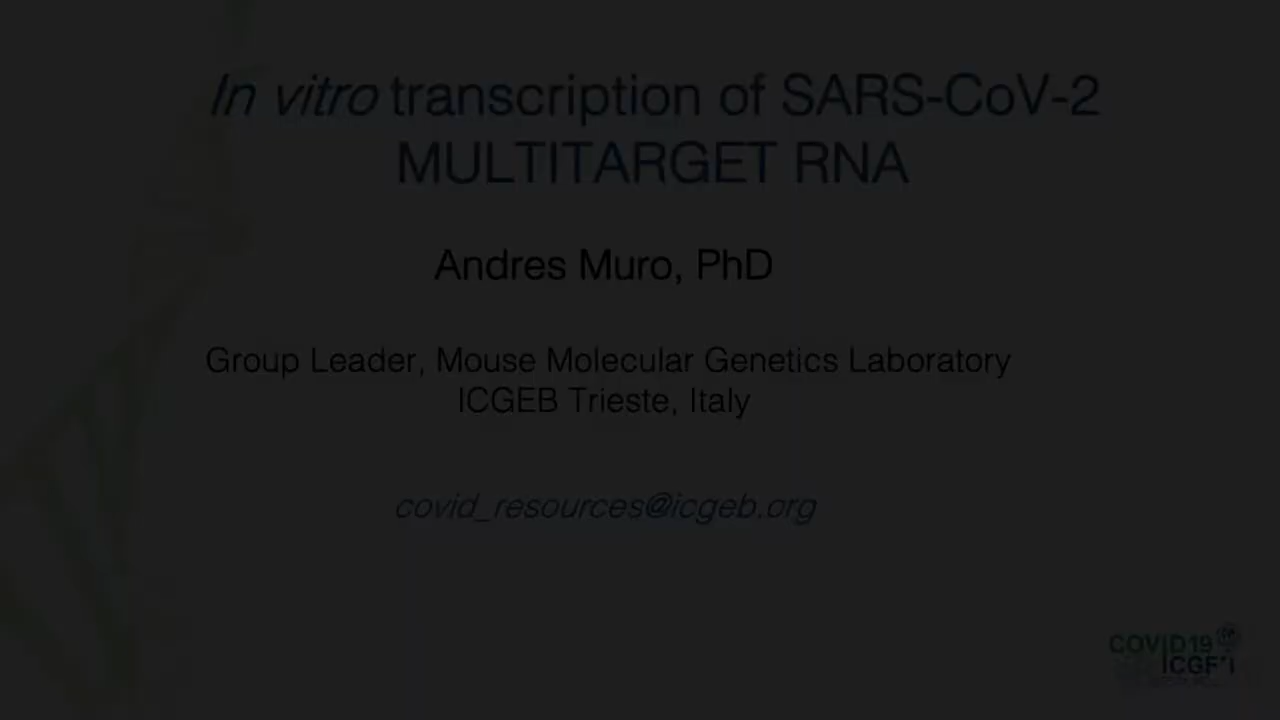 In vitro transcription of SARS-CoV-2
MULTITARGET RNA
Andres Muro, PhD
Group Leader, Mouse Molecular Genetics Laboratory
ICGEB Trieste, Italy
covid_resources@icgeb.org
COVID19